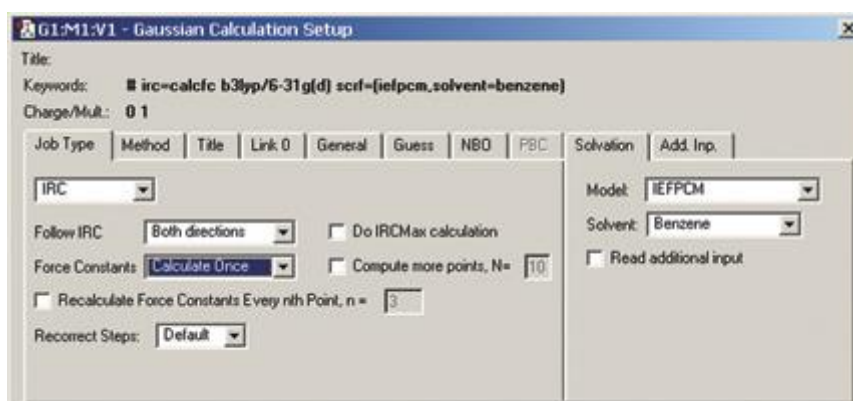 G1:M1:V1 - Gaussian Calculation Setup
Title:
Keywords: # irc=calcfc b3lyp/6-31g(d) scrf=(iefpcm,solvent=benzene)
Charge/Mult.: 0 1
Job Type Method Title Link 0 General Guess NBO PBC Solvation Add. Inp.
IRC Model: IEFPCM
Follow IRC Both directions Do IRCMax calculation Solvent: Benzene
Force Constants Calculate Once Compute more points, N= 10 Read additional input
Recalculate Force Constants Every nth Point, n = 3
Recorrect Steps: Default